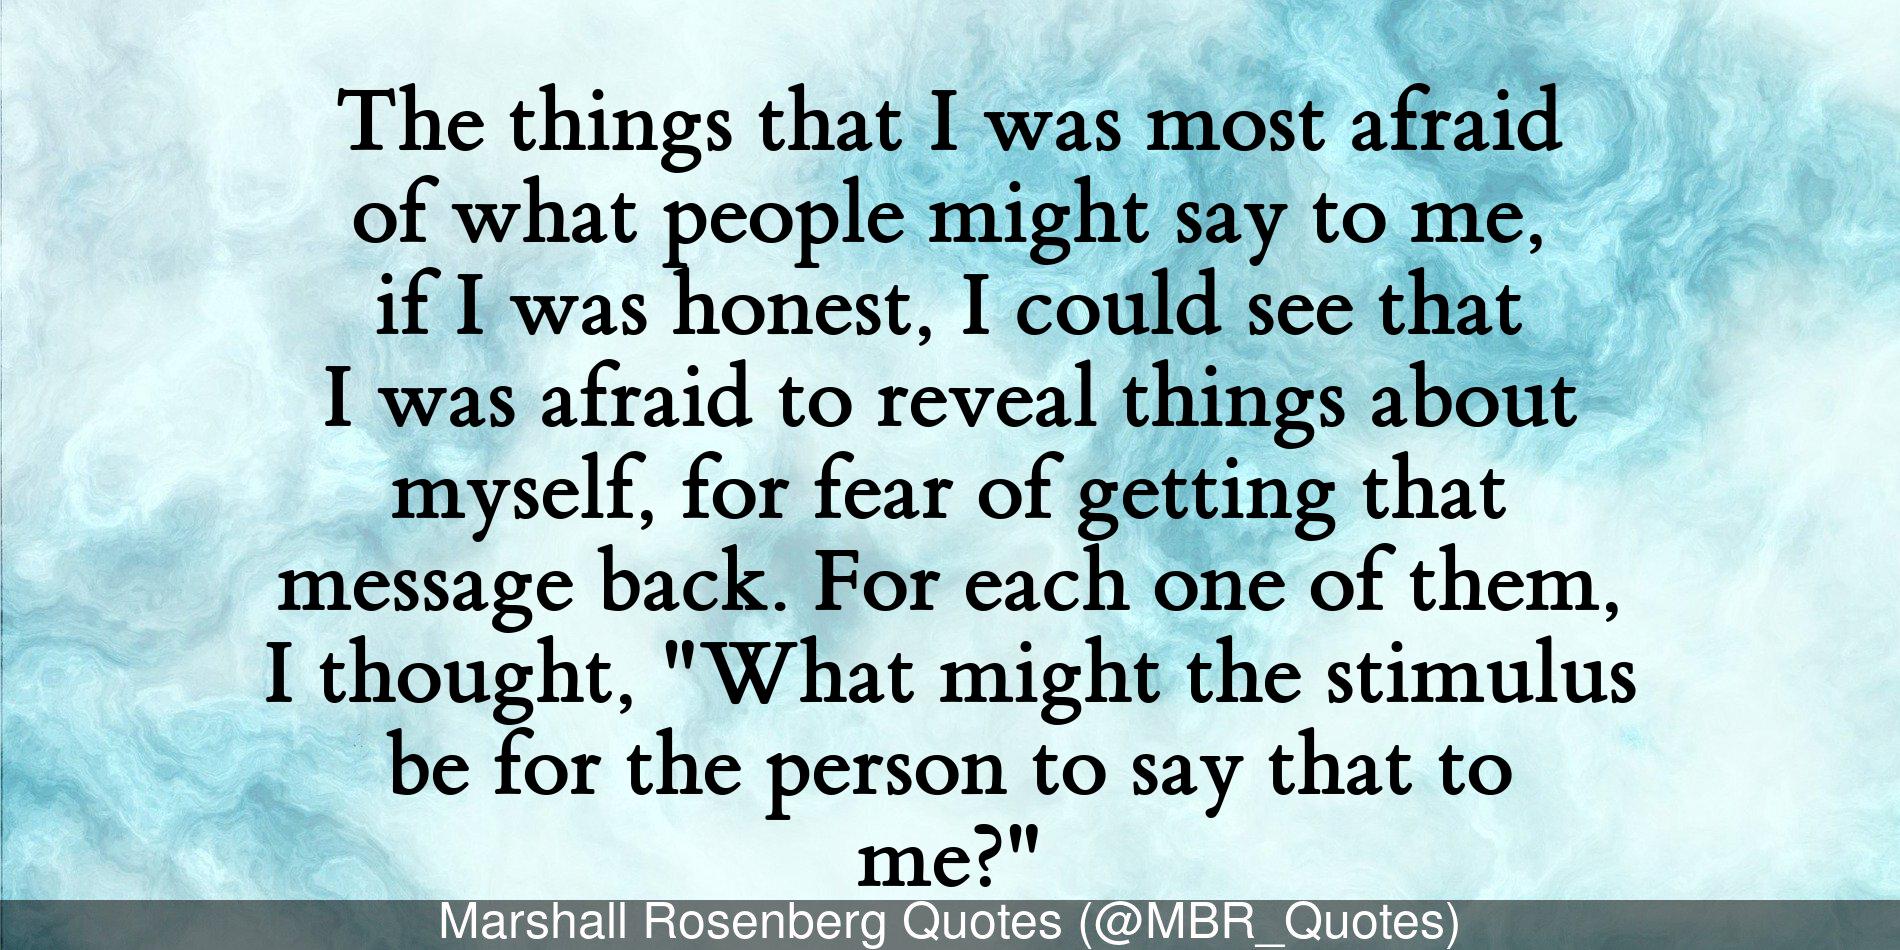 The things that I was most afraid
of what people might say to me,
if I was honest, I could see that
I was afraid to reveal things about
myself, for fear of getting that
message back. For each one of them,
I thought, "What might the stimulus
be for the person to say that to
me?"
Marshall Rosenberg Quotes (@MBR_Quotes)